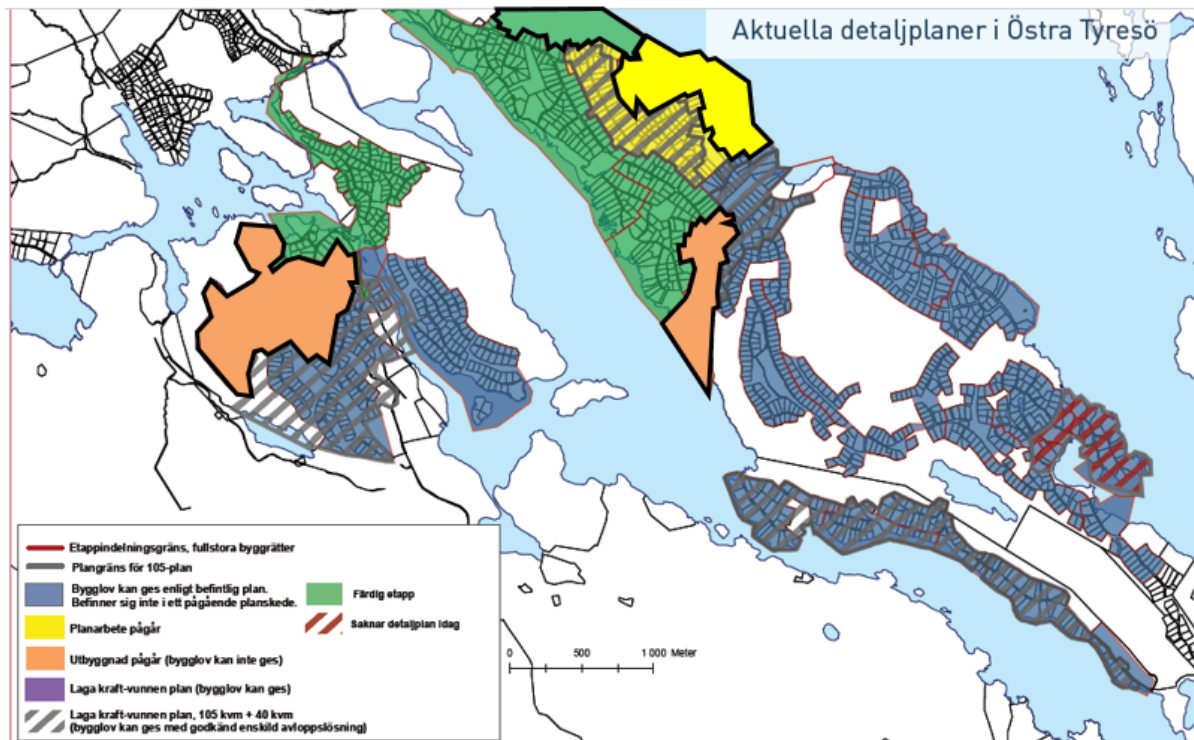 Aktuella detaljplaner i Östra Tyresö
Etappindelningsgräns, fullstora byggrätter
Plangräns för 105-plan
Bygglov kan ges enligt befintlig plan.
Befinner sig inte i ett pågående planskede.
Färdig etapp
Planarbete pågår
Saknar detaljplan idag
Utbyggnad pågår (bygglov kan inte ges)
0 500 1 000 Meter
Laga kraft-vunnen plan (bygglov kan ges)
Laga kraft-vunnen plan, 105 kvm + 40 kvm
(bygglov kan ges med godkänd enskild avloppslösning)